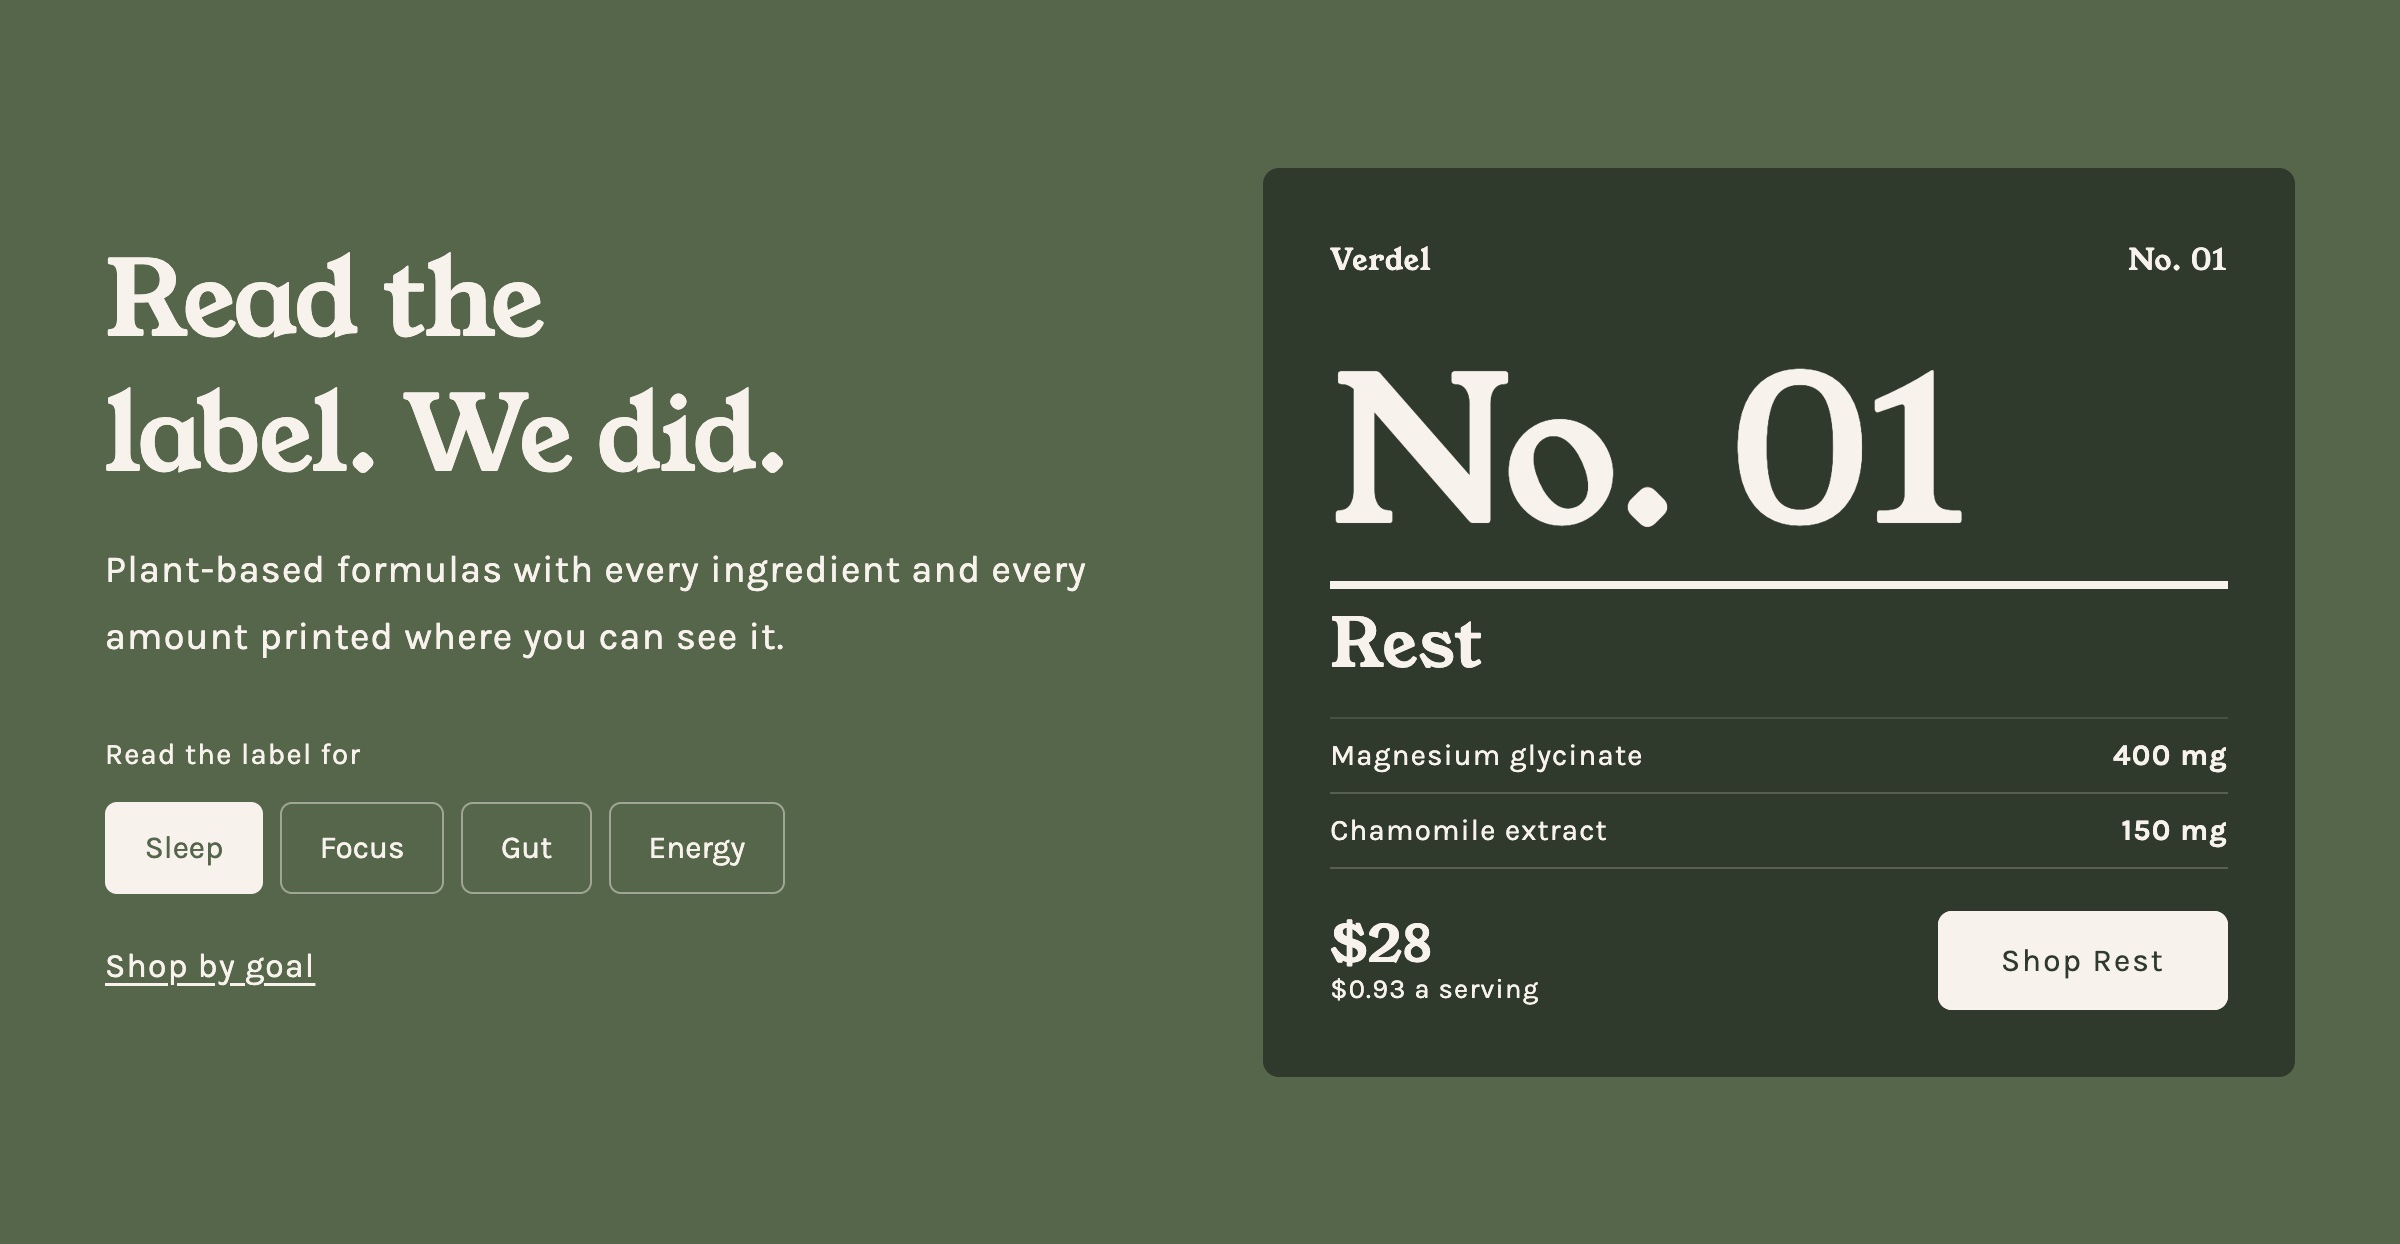 Read the
label. We did.
Plant-based formulas with every ingredient and every
amount printed where you can see it.
Read the label for
Sleep Focus Gut Energy
Shop by goal
Verdel No. 01
No. 01
Rest
Magnesium glycinate 400 mg
Chamomile extract 150 mg
$28
$0.93 a serving
Shop Rest